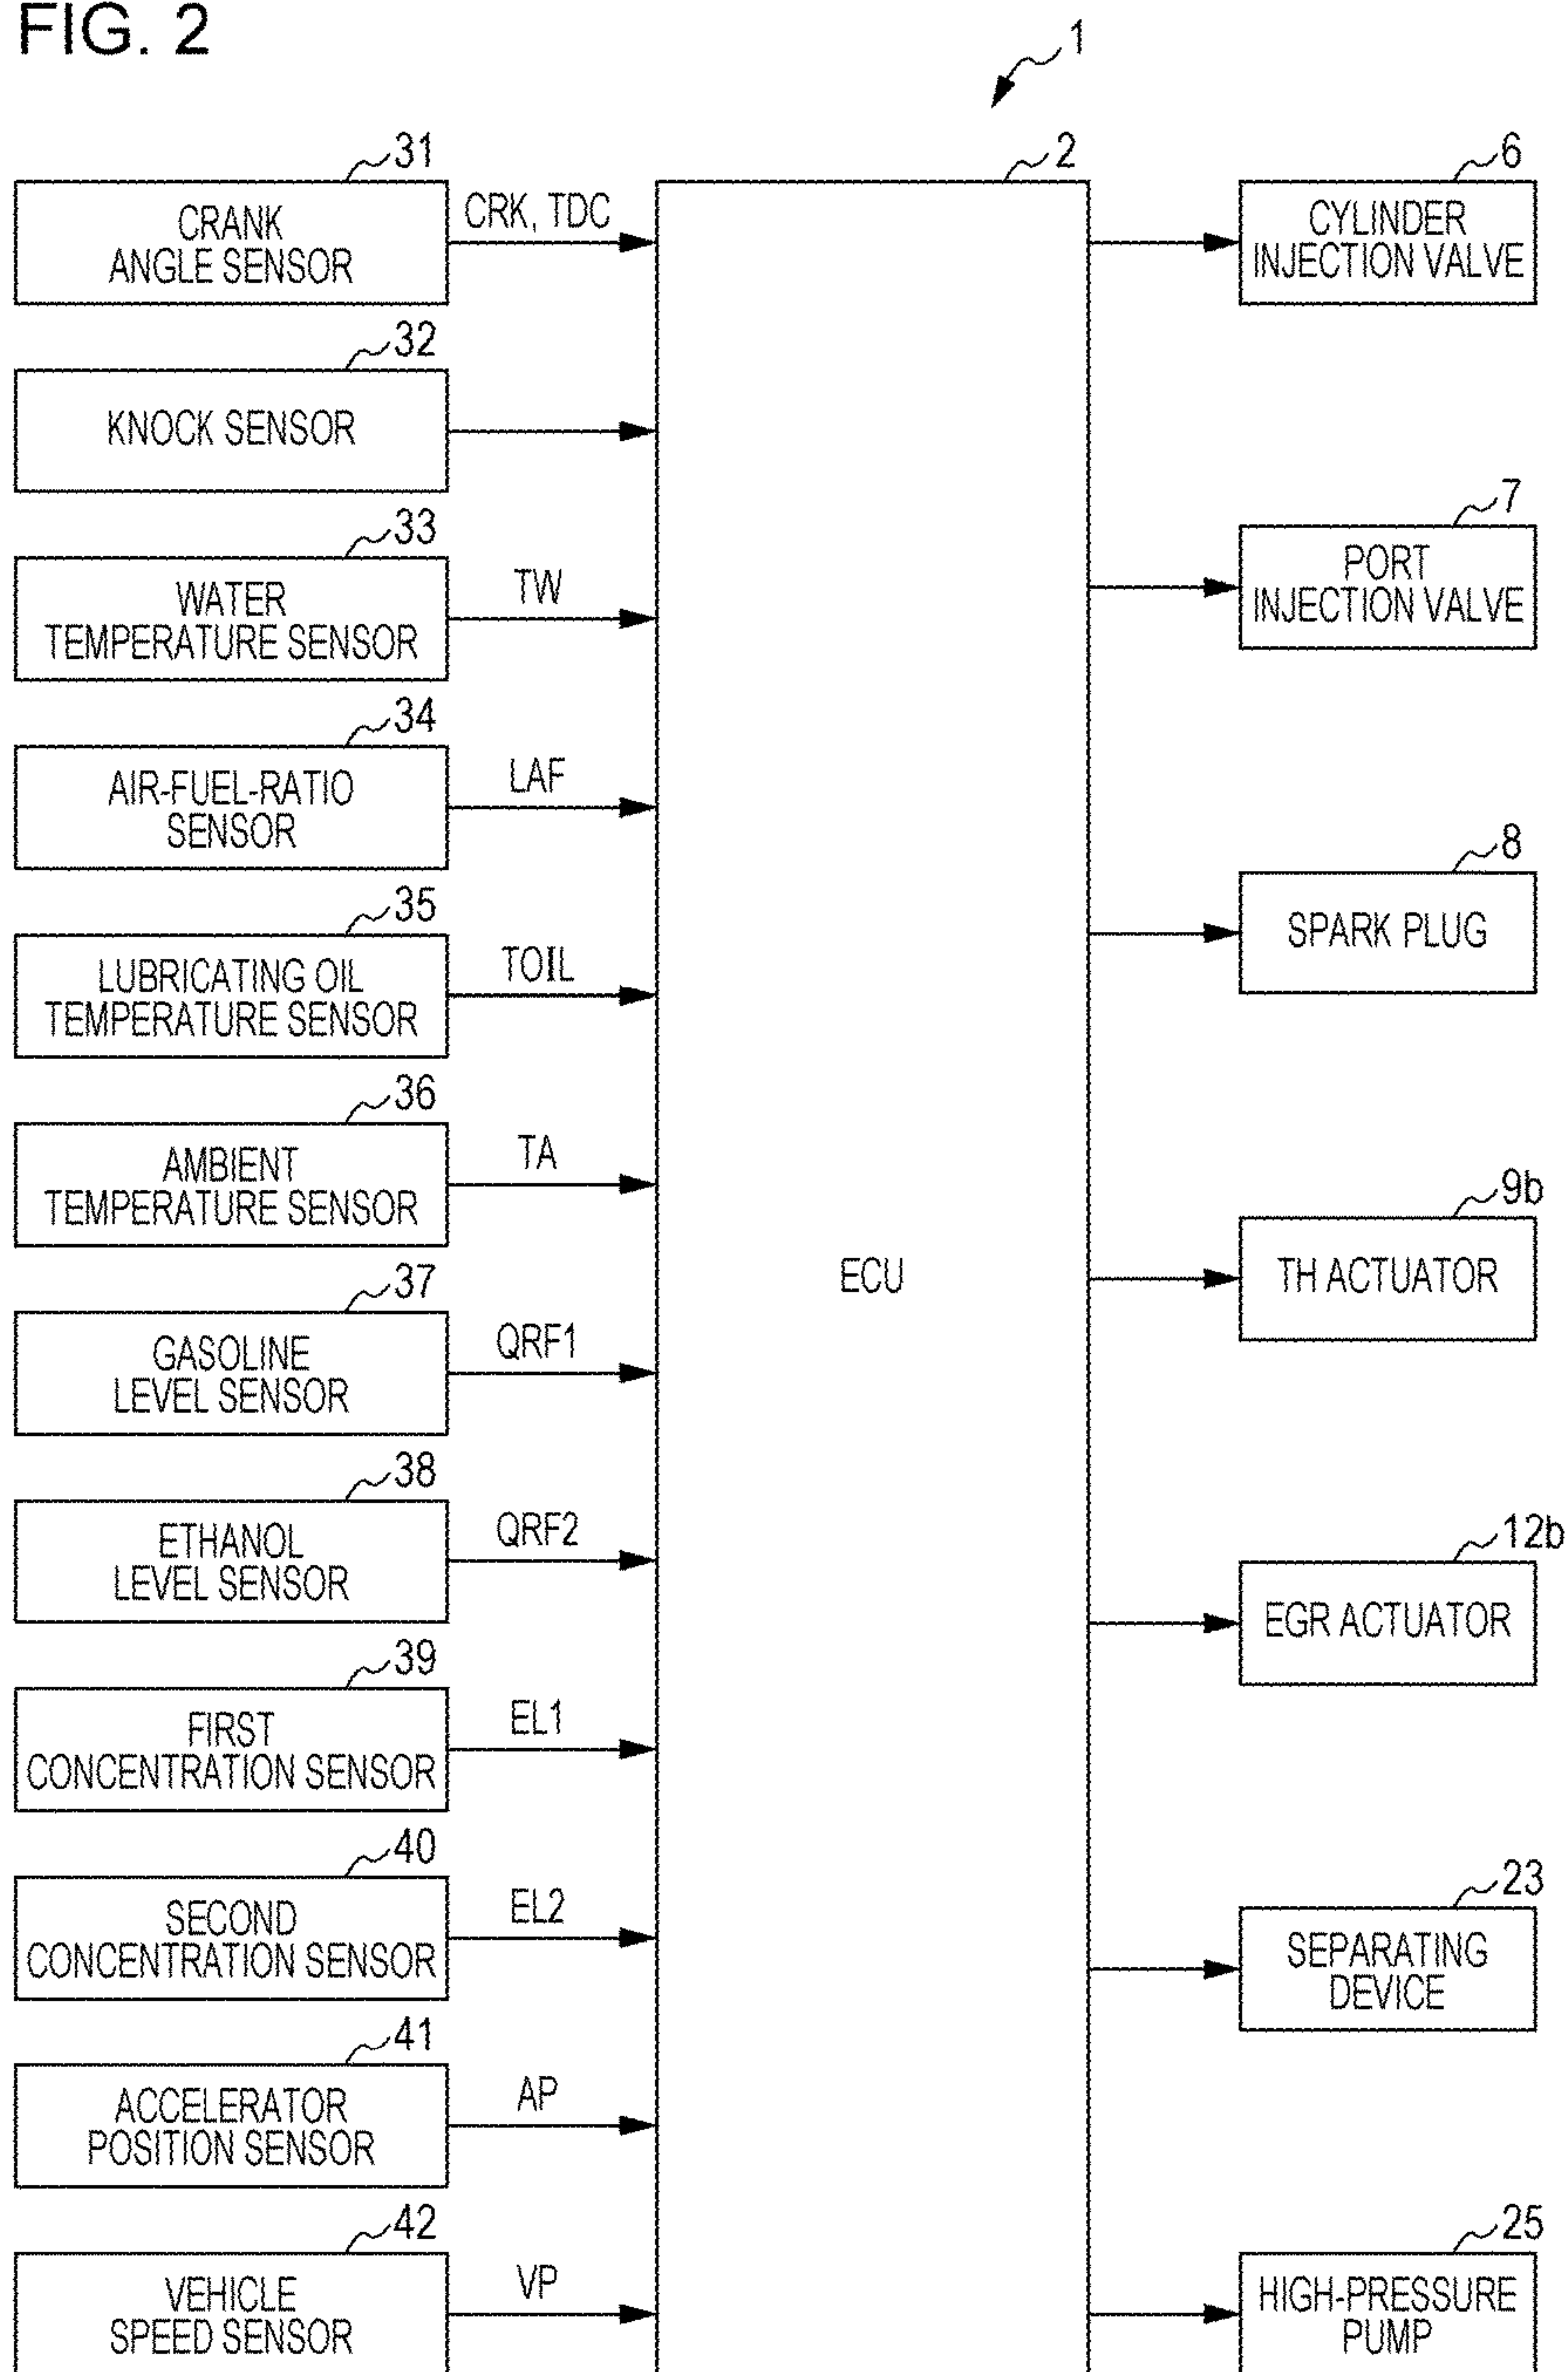 FIG. 2
1
31
CRANK
ANGLE SENSOR
CRK, TDC
32
KNOCK SENSOR
33
WATER
TEMPERATURE SENSOR
TW
34
AIR-FUEL-RATIO
SENSOR
LAF
35
LUBRICATING OIL
TEMPERATURE SENSOR
TOIL
36
AMBIENT
TEMPERATURE SENSOR
TA
37
GASOLINE
LEVEL SENSOR
QRF1
38
ETHANOL
LEVEL SENSOR
QRF2
39
FIRST
CONCENTRATION SENSOR
EL1
40
SECOND
CONCENTRATION SENSOR
EL2
41
ACCELERATOR
POSITION SENSOR
AP
42
VEHICLE
SPEED SENSOR
VP
2
ECU
6
CYLINDER
INJECTION VALVE
7
PORT
INJECTION VALVE
8
SPARK PLUG
9b
TH ACTUATOR
12b
EGR ACTUATOR
23
SEPARATING
DEVICE
25
HIGH-PRESSURE
PUMP